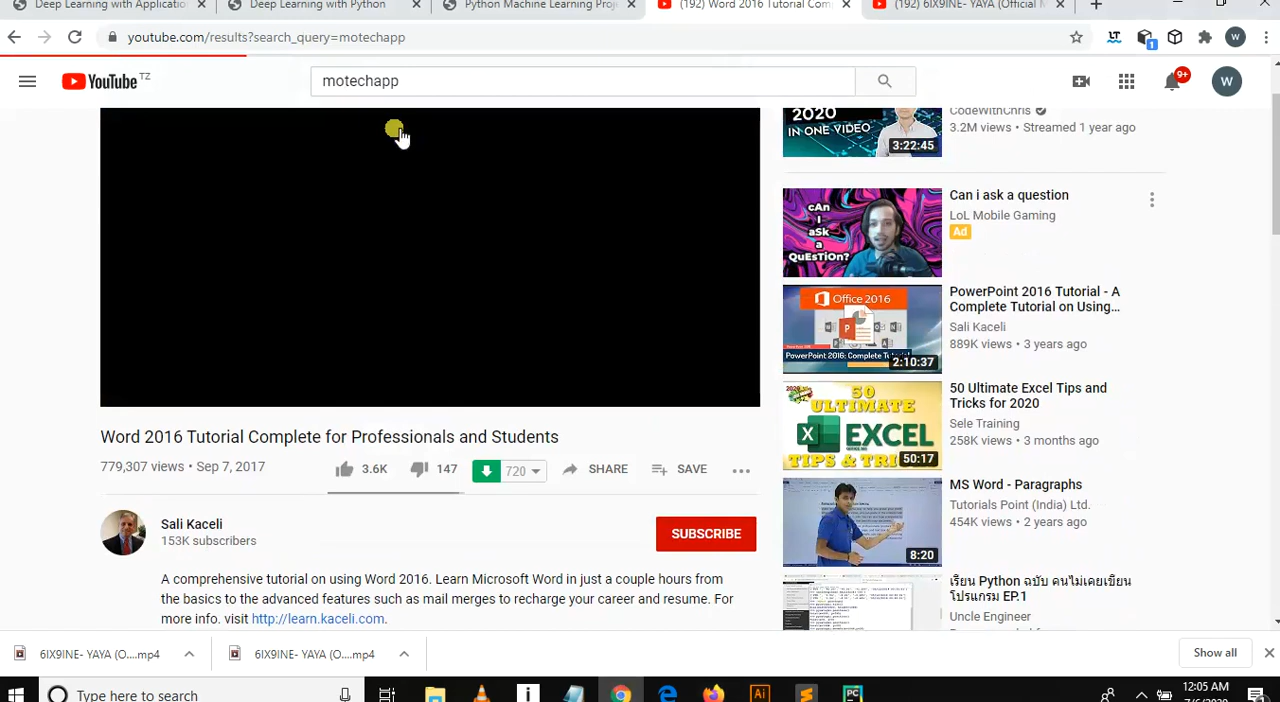 Deep Learning with Applicatio
Deep Learning with Python
Python Machine Learning Proj
(192) Word 2016 Tutorial Com
(192) 6IX9INE- YAYA (Official M
youtube.com/results?search_query=motechapp
1
W
YouTube TZ
motechapp
9+
W
2020
IN ONE VIDEO
3:22:45
CodeWithChris
3.2M views • Streamed 1 year ago
cAn
I
aSk
a
QuEsTiOn?
Can i ask a question
LoL Mobile Gaming
Ad
Office 2016
PowerPoint 2016: Complete
2:10:37
PowerPoint 2016 Tutorial - A
Complete Tutorial on Using...
Sali Kaceli
889K views • 3 years ago
2020
50
ULTIMATE
EXCEL
TIPS & TRI
50:17
50 Ultimate Excel Tips and
Tricks for 2020
Sele Training
258K views • 3 months ago
8:20
MS Word - Paragraphs
Tutorials Point (India) Ltd.
454K views • 2 years ago
เรียน Python ฉบับ คนไม่เคยเขียน
โปรแกรม EP.1
Uncle Engineer
Word 2016 Tutorial Complete for Professionals and Students
779,307 views • Sep 7, 2017
3.6K
147
720
SHARE
SAVE
Sali Kaceli
153K subscribers
SUBSCRIBE
A comprehensive tutorial on using Word 2016. Learn Microsoft Word in just a couple hours from
the basics to the advanced features such as mail merges to references and resume. For
more info, visit http://learn.kaceli.com.
6IX9INE- YAYA (O....mp4
6IX9INE- YAYA (O....mp4
Show all
Type here to search
i
Ai
PC
12:05 AM